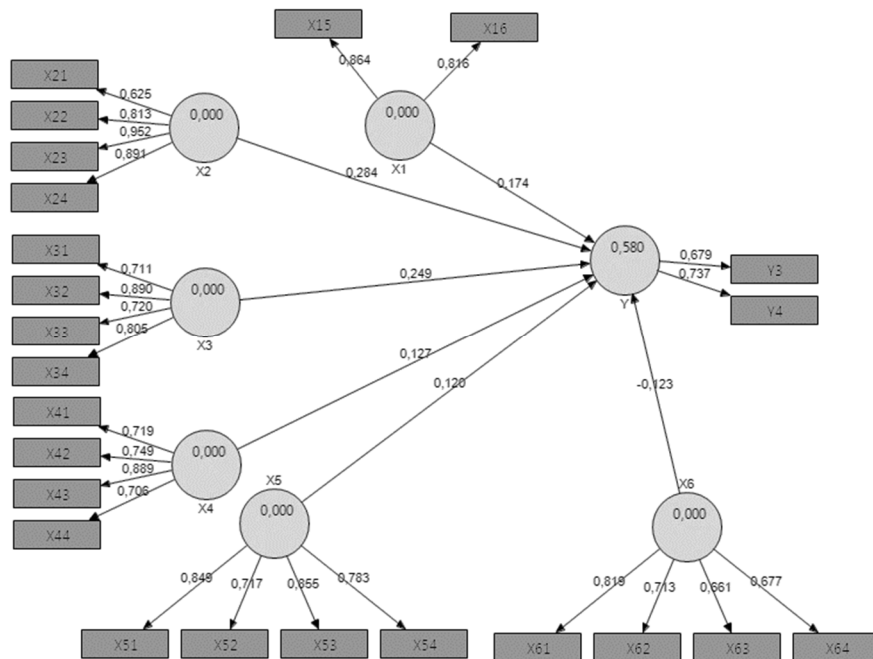 X15
X16
0,864
0,816
0,000
X1
X21
X22
X23
X24
0,625
0,813
0,952
0,891
0,000
X2
0,284
0,174
X31
X32
X33
X34
0,711
0,890
0,720
0,805
0,000
X3
0,249
0,580
Y
0,679
0,737
Y3
Y4
X41
X42
X43
X44
0,719
0,749
0,889
0,706
0,000
X4
0,127
0,120
-0,123
X5
0,000
0,849
0,717
0,855
0,783
X51
X52
X53
X54
X6
0,000
0,819
0,713
0,661
0,677
X61
X62
X63
X64